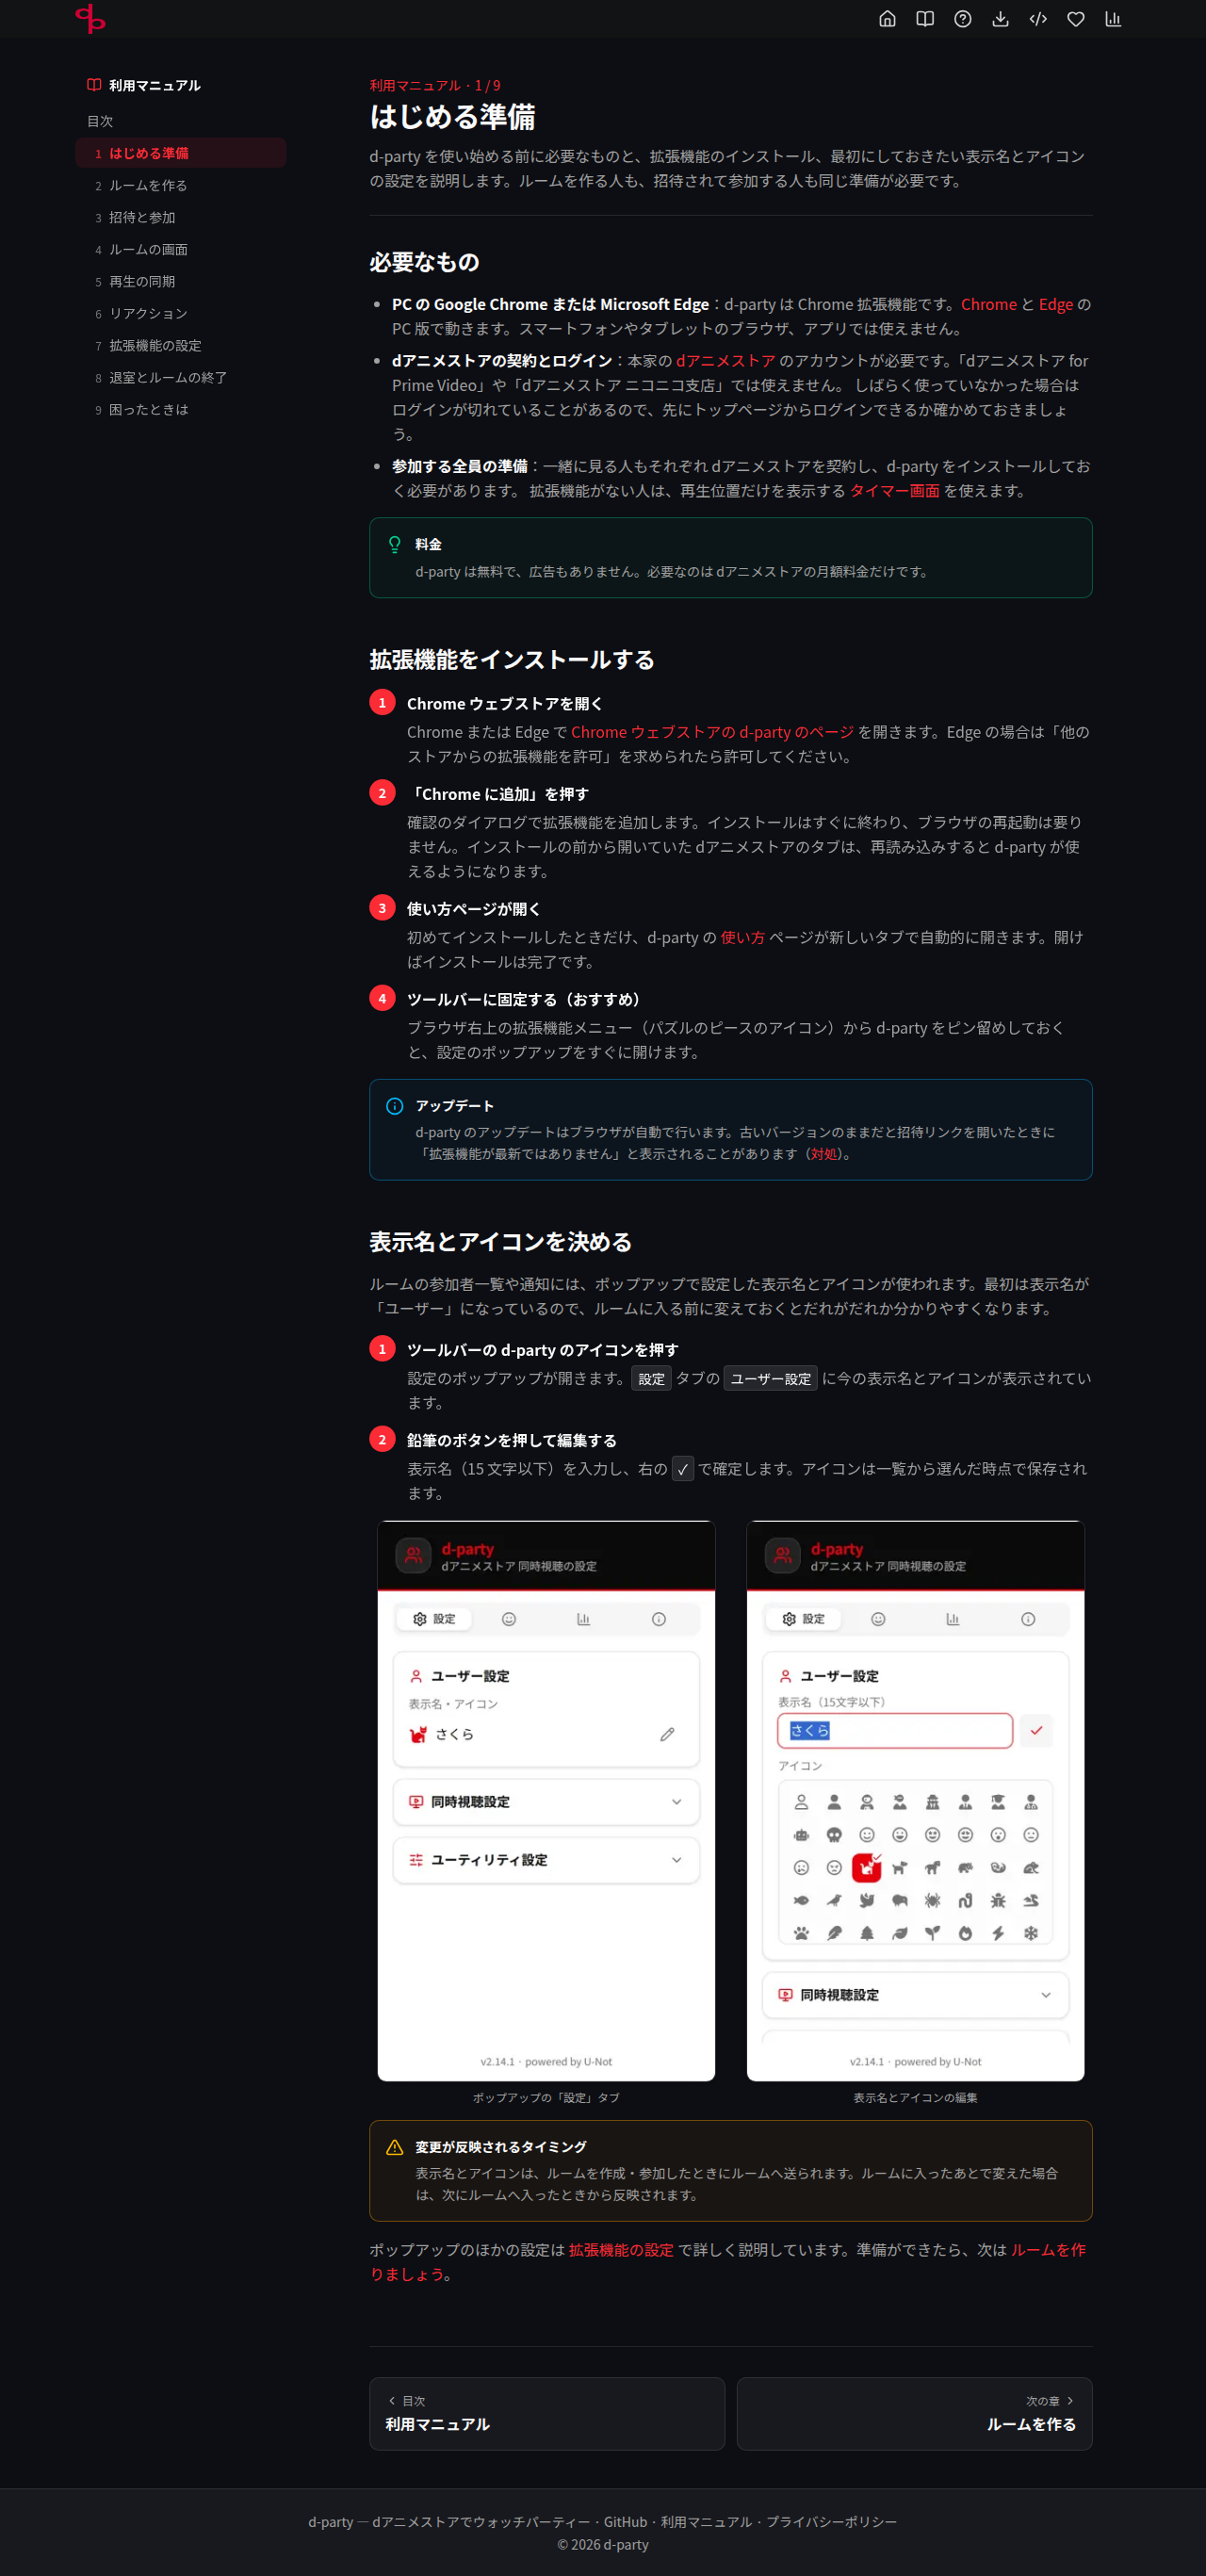 dp
利用マニュアル
目次
1 はじめる準備
2 ルームを作る
3 招待と参加
4 ルームの画面
5 再生の同期
6 リアクション
7 拡張機能の設定
8 退室とルームの終了
9 困ったときは
利用マニュアル · 1 / 9
はじめる準備
d-party を使い始める前に必要なものと、拡張機能のインストール、最初にしておきたい表示名とアイコン
の設定を説明します。ルームを作る人も、招待されて参加する人も同じ準備が必要です。
必要なもの
• PC の Google Chrome または Microsoft Edge：d-party は Chrome 拡張機能です。Chrome と Edge の
PC 版で動きます。スマートフォンやタブレットのブラウザ、アプリでは使えません。
• dアニメストアの契約とログイン：本家の dアニメストア のアカウントが必要です。「dアニメストア for
Prime Video」や「dアニメストア ニコニコ支店」では使えません。 しばらく使っていなかった場合は
ログインが切れていることがあるので、先にトップページからログインできるか確かめておきましょ
う。
• 参加する全員の準備：一緒に見る人もそれぞれ dアニメストアを契約し、d-party をインストールしてお
く必要があります。 拡張機能がない人は、再生位置だけを表示する タイマー画面 を使えます。
料金
d-party は無料で、広告もありません。必要なのは dアニメストアの月額料金だけです。
拡張機能をインストールする
1 Chrome ウェブストアを開く
Chrome または Edge で Chrome ウェブストアの d-party のページ を開きます。Edge の場合は「他の
ストアからの拡張機能を許可」を求められたら許可してください。
2 「Chrome に追加」を押す
確認のダイアログで拡張機能を追加します。インストールはすぐに終わり、ブラウザの再起動は要り
ません。インストールの前から開いていた dアニメストアのタブは、再読み込みすると d-party が使
えるようになります。
3 使い方ページが開く
初めてインストールしたときだけ、d-party の 使い方 ページが新しいタブで自動的に開きます。開け
ばインストールは完了です。
4 ツールバーに固定する（おすすめ）
ブラウザ右上の拡張機能メニュー（パズルのピースのアイコン）から d-party をピン留めしておく
と、設定のポップアップをすぐに開けます。
アップデート
d-party のアップデートはブラウザが自動で行います。古いバージョンのままだと招待リンクを開いたときに
「拡張機能が最新ではありません」と表示されることがあります（対処）。
表示名とアイコンを決める
ルームの参加者一覧や通知には、ポップアップで設定した表示名とアイコンが使われます。最初は表示名が
「ユーザー」になっているので、ルームに入る前に変えておくとだれがだれか分かりやすくなります。
1 ツールバーの d-party のアイコンを押す
設定のポップアップが開きます。 設定 タブの ユーザー設定 に今の表示名とアイコンが表示されてい
ます。
2 鉛筆のボタンを押して編集する
表示名（15 文字以下）を入力し、右の ✓ で確定します。アイコンは一覧から選んだ時点で保存され
ます。
d-party
dアニメストア 同時視聴の設定
設定
ユーザー設定
表示名・アイコン
さくら
同時視聴設定
ユーティリティ設定
v2.14.1 · powered by U-Not
ポップアップの「設定」タブ
d-party
dアニメストア 同時視聴の設定
設定
ユーザー設定
表示名（15文字以下）
さくら
アイコン
同時視聴設定
v2.14.1 · powered by U-Not
表示名とアイコンの編集
変更が反映されるタイミング
表示名とアイコンは、ルームを作成・参加したときにルームへ送られます。ルームに入ったあとで変えた場合
は、次にルームへ入ったときから反映されます。
ポップアップのほかの設定は 拡張機能の設定 で詳しく説明しています。準備ができたら、次は ルームを作
りましょう。
目次
利用マニュアル
次の章
ルームを作る
d-party — dアニメストアでウォッチパーティー · GitHub · 利用マニュアル · プライバシーポリシー
© 2026 d-party